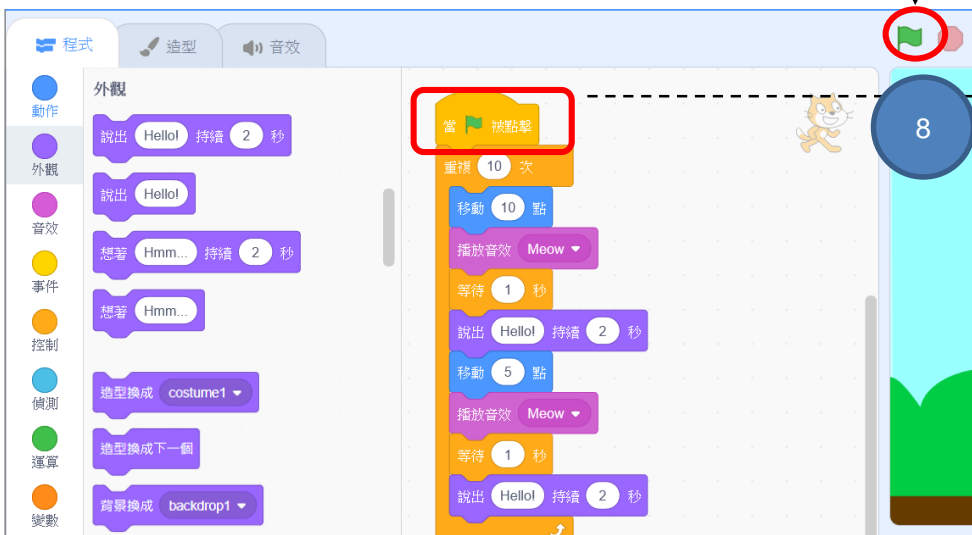 程式
造型
音效
動作
外觀
音效
事件
控制
偵測
運算
變數
外觀
說出 Hello! 持續 2 秒
說出 Hello!
想著 Hmm... 持續 2 秒
想著 Hmm...
造型換成 costume1
造型換成下一個
背景換成 backdrop1
當 被點擊
重複 10 次
移動 10 點
播放音效 Meow
等待 1 秒
說出 Hello! 持續 2 秒
移動 5 點
播放音效 Meow
等待 1 秒
說出 Hello! 持續 2 秒
8